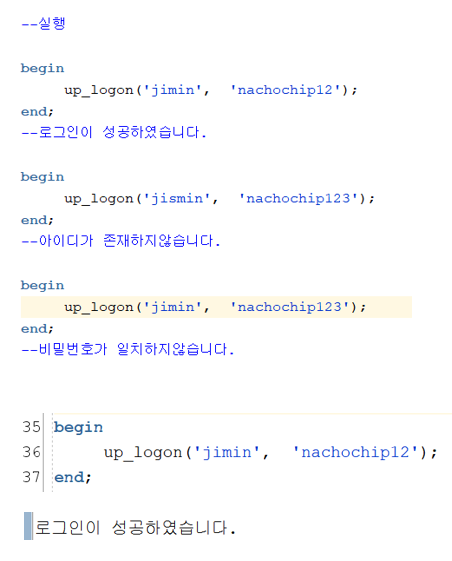 --실행
begin
up_logon('jimin', 'nachochip12');
end;
--로그인이 성공하였습니다.
begin
up_logon('jismin', 'nachochip123');
end;
--아이디가 존재하지않습니다.
begin
up_logon('jimin', 'nachochip123');
end;
--비밀번호가 일치하지않습니다.
35 begin
36 up_logon('jimin', 'nachochip12');
37 end;
로그인이 성공하였습니다.